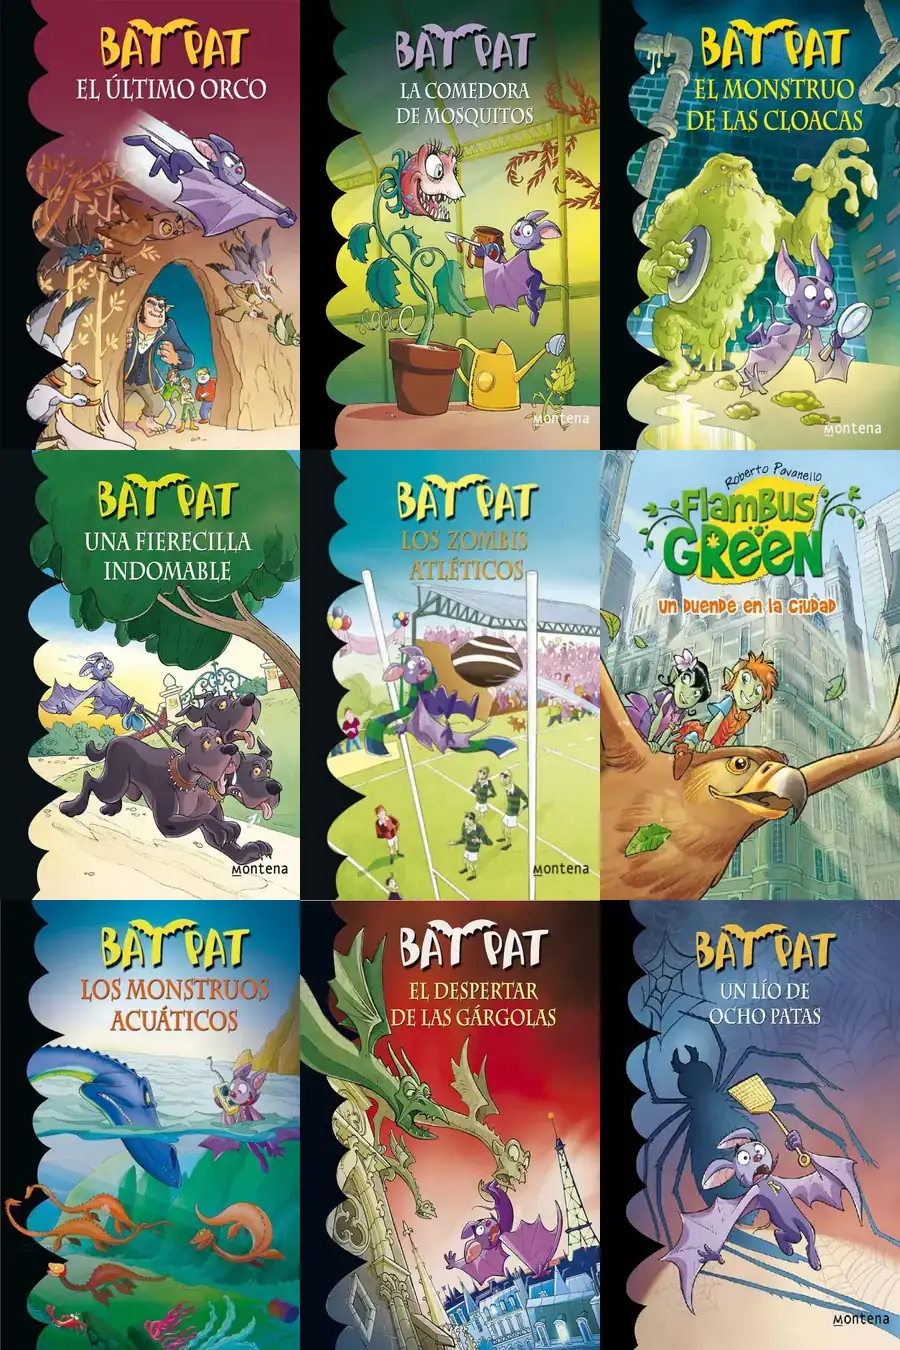 BAT PAT
EL ÚLTIMO ORCO
BAT PAT
LA COMEDORA
DE MOSQUITOS
montena
BAT PAT
EL MONSTRUO
DE LAS CLOACAS
montena
BAT PAT
UNA FIERECILLA
INDOMABLE
montena
BAT PAT
LOS ZOMBIS
ATLÉTICOS
montena
Roberto Pavanello
FLAMBUS
GREEN
un duende en la ciudad
BAT PAT
LOS MONSTRUOS
ACUÁTICOS
BAT PAT
EL DESPERTAR
DE LAS GÁRGOLAS
BAT PAT
UN LÍO DE
OCHO PATAS
montena